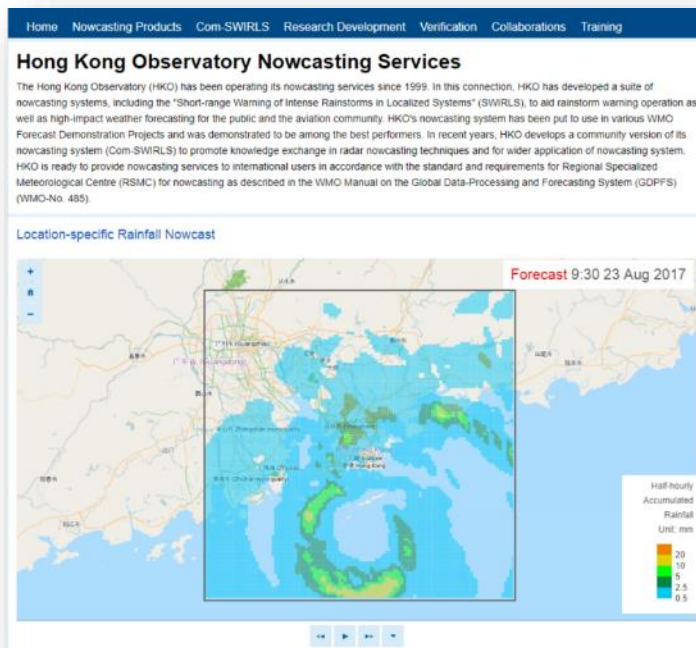 Home Nowcasting Products Com-SWIRLS Research Development Verification Collaborations Training
Hong Kong Observatory Nowcasting Services
The Hong Kong Observatory (HKO) has been operating its nowcasting services since 1999. In this connection, HKO has developed a suite of
nowcasting systems, including the "Short-range Warning of Intense Rainstorms in Localized Systems" (SWIRLS), to aid rainstorm warning operation as
well as high-impact weather forecasting for the public and the aviation community. HKO's nowcasting system has been put to use in various WMO
Forecast Demonstration Projects and was demonstrated to be among the best performers. In recent years, HKO develops a community version of its
nowcasting system (Com-SWIRLS) to promote knowledge exchange in radar nowcasting techniques and for wider application of nowcasting system.
HKO is ready to provide nowcasting services to international users in accordance with the standard and requirements for Regional Specialized
Meteorological Centre (RSMC) for nowcasting as described in the WMO Manual on the Global Data-Processing and Forecasting System (GDPFS)
(WMO-No. 485).
Location-specific Rainfall Nowcast
+
−
Forecast 9:30 23 Aug 2017
Hong Kong
Half-hourly
Accumulated
Rainfall
Unit: mm
20
10
5
2.5
0.5